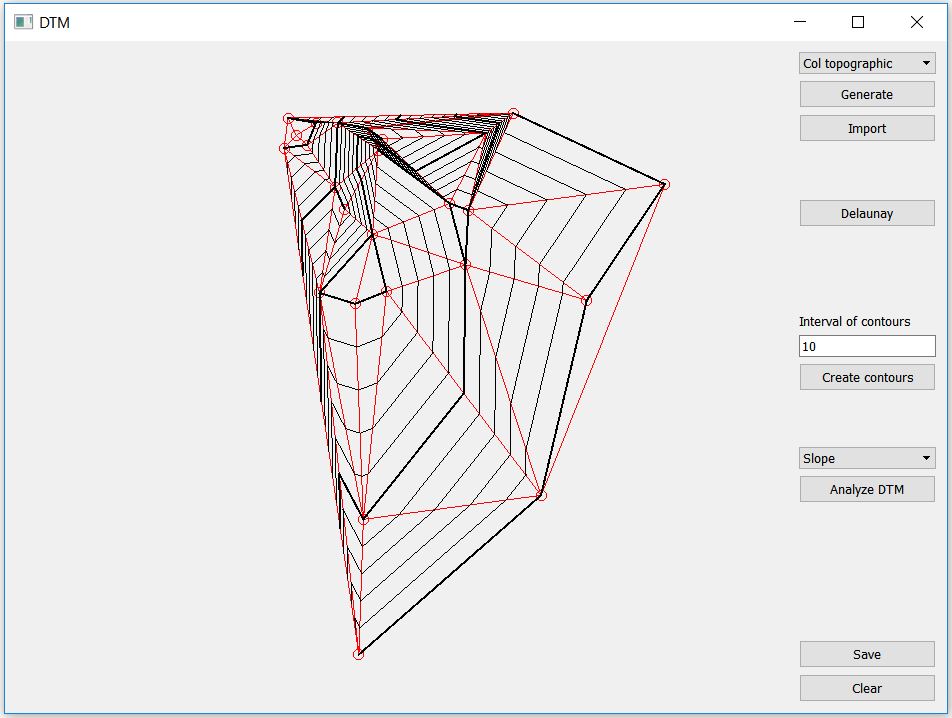 DTM
Col topographic
Generate
Import
Delaunay
Interval of contours
10
Create contours
Slope
Analyze DTM
Save
Clear